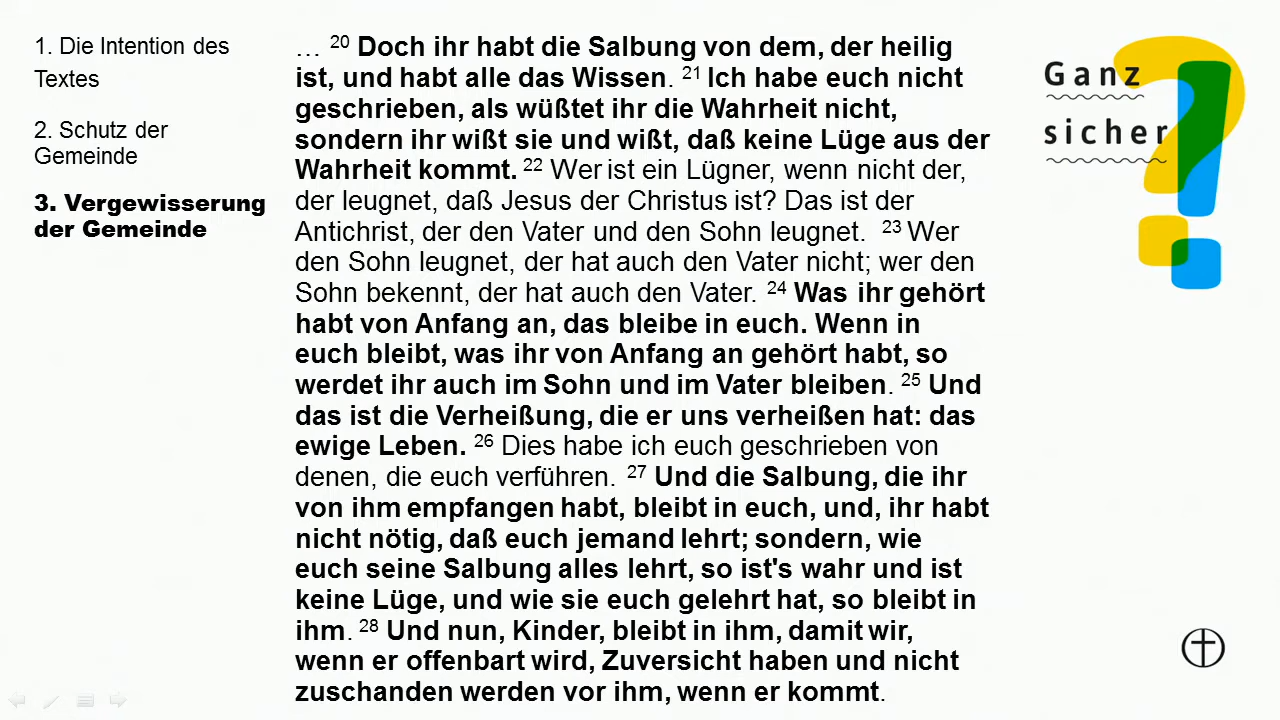 1. Die Intention des
Textes
2. Schutz der
Gemeinde
3. Vergewisserung
der Gemeinde
… 20 Doch ihr habt die Salbung von dem, der heilig
ist, und habt alle das Wissen. 21 Ich habe euch nicht
geschrieben, als wüßtet ihr die Wahrheit nicht,
sondern ihr wißt sie und wißt, daß keine Lüge aus der
Wahrheit kommt. 22 Wer ist ein Lügner, wenn nicht der,
der leugnet, daß Jesus der Christus ist? Das ist der
Antichrist, der den Vater und den Sohn leugnet. 23 Wer
den Sohn leugnet, der hat auch den Vater nicht; wer den
Sohn bekennt, der hat auch den Vater. 24 Was ihr gehört
habt von Anfang an, das bleibe in euch. Wenn in
euch bleibt, was ihr von Anfang an gehört habt, so
werdet ihr auch im Sohn und im Vater bleiben. 25 Und
das ist die Verheißung, die er uns verheißen hat: das
ewige Leben. 26 Dies habe ich euch geschrieben von
denen, die euch verführen. 27 Und die Salbung, die ihr
von ihm empfangen habt, bleibt in euch, und, ihr habt
nicht nötig, daß euch jemand lehrt; sondern, wie
euch seine Salbung alles lehrt, so ist's wahr und ist
keine Lüge, und wie sie euch gelehrt hat, so bleibt in
ihm. 28 Und nun, Kinder, bleibt in ihm, damit wir,
wenn er offenbart wird, Zuversicht haben und nicht
zuschanden werden vor ihm, wenn er kommt.
Ganz
sicher
?